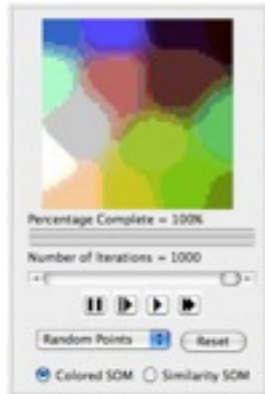 Percentage Complete = 100%
Number of Iterations = 1000
Random Points Reset
Colored SOM Similarity SOM